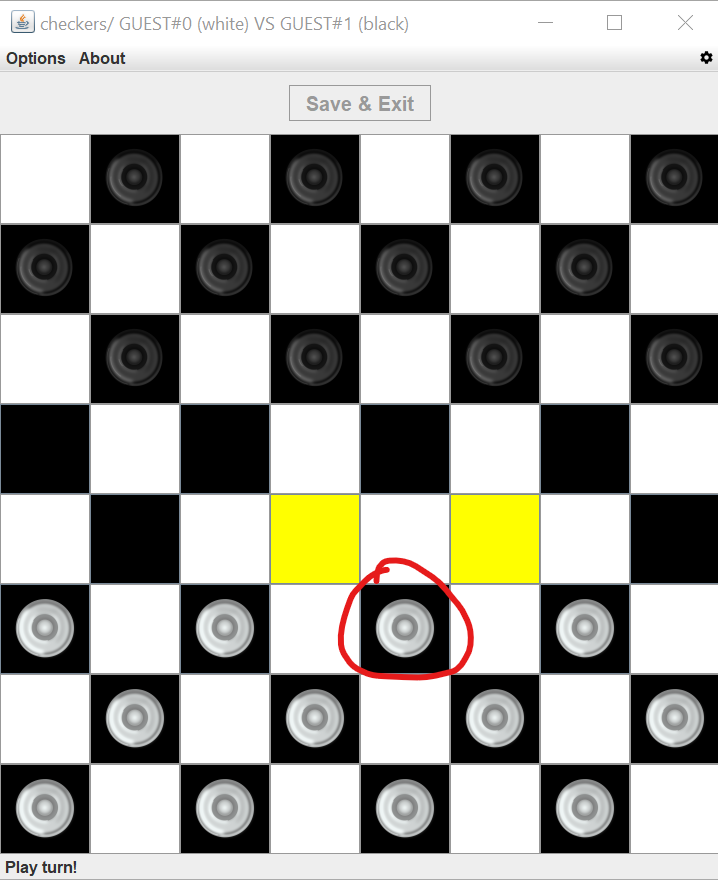 checkers/ GUEST#0 (white) VS GUEST#1 (black)
Options About
Save & Exit
Play turn!